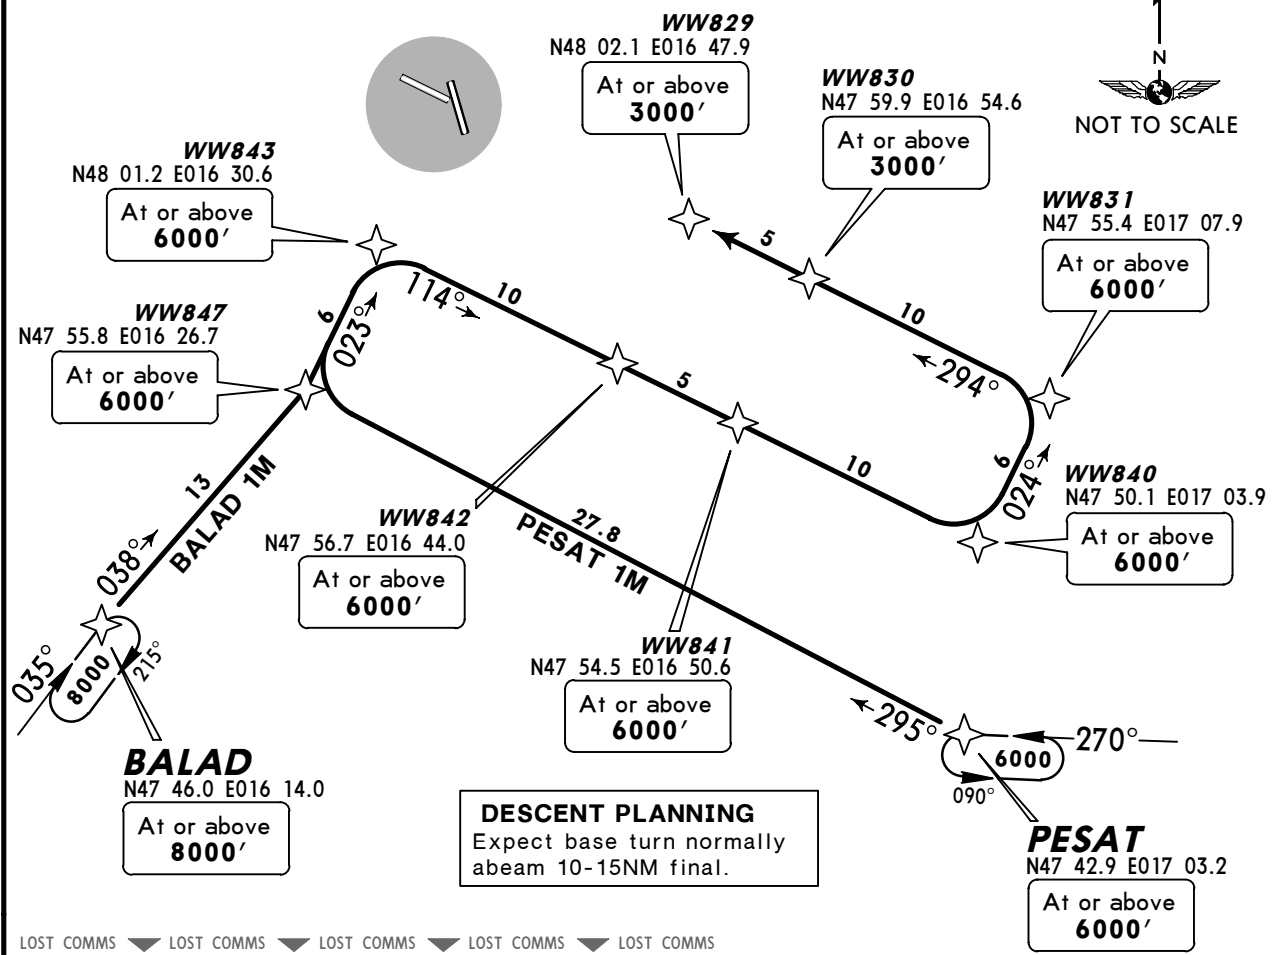 WW829
N48 02.1 E016 47.9
At or above
3000′
WW830
N47 59.9 E016 54.6
At or above
3000′
N
NOT TO SCALE
WW843
N48 01.2 E016 30.6
At or above
6000′
WW831
N47 55.4 E017 07.9
At or above
6000′
5
10
←294°
114°→
10
5
10
6
023°→
WW847
N47 55.8 E016 26.7
At or above
6000′
6
024°→
WW840
N47 50.1 E017 03.9
At or above
6000′
13
BALAD 1M
038°→
WW842
N47 56.7 E016 44.0
At or above
6000′
27.8
PESAT 1M
WW841
N47 54.5 E016 50.6
At or above
6000′
035°
8000
215°
BALAD
N47 46.0 E016 14.0
At or above
8000′
←295°
270°
6000
090°
PESAT
N47 42.9 E017 03.2
At or above
6000′
DESCENT PLANNING
Expect base turn normally
abeam 10-15NM final.
LOST COMMS LOST COMMS LOST COMMS LOST COMMS LOST COMMS